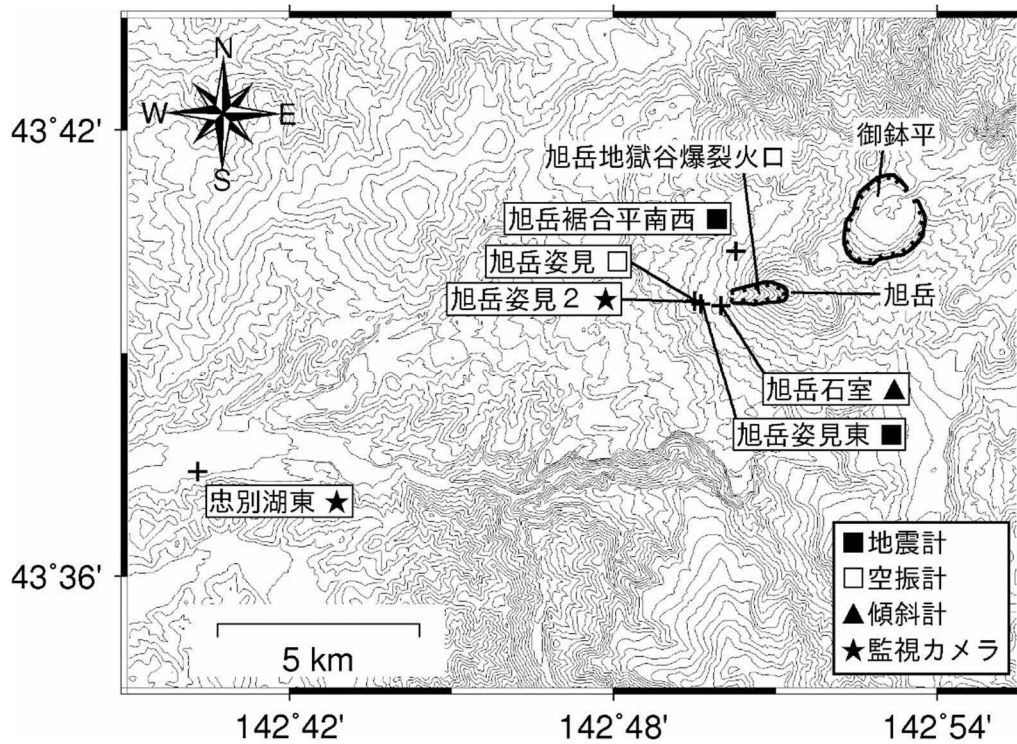 N
W E
S
43°42'
御鉢平
旭岳地獄谷爆裂火口
旭岳裾合平南西 ■
旭岳姿見 □
旭岳姿見２ ★
旭岳
旭岳石室 ▲
旭岳姿見東 ■
忠別湖東 ★
43°36'
■地震計
□空振計
▲傾斜計
★監視カメラ
5 km
142°42' 142°48' 142°54'